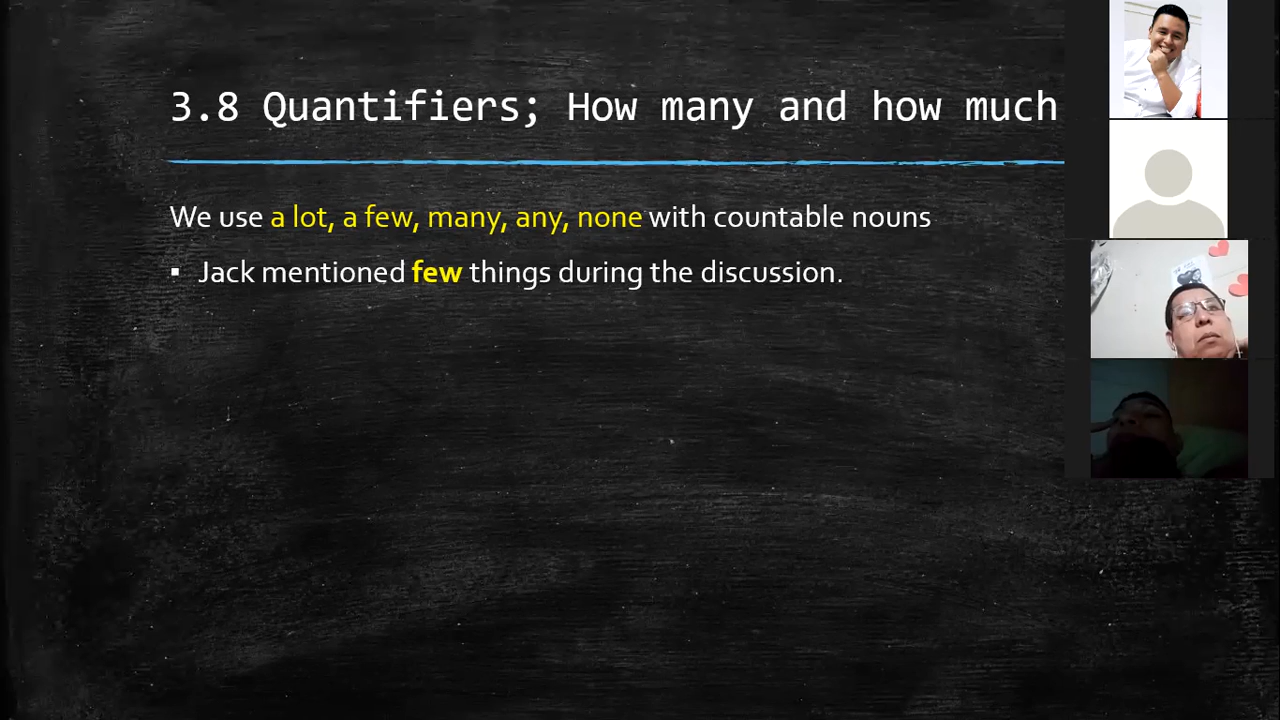 3.8 Quantifiers; How many and how much
We use a lot, a few, many, any, none with countable nouns
▪ Jack mentioned few things during the discussion.